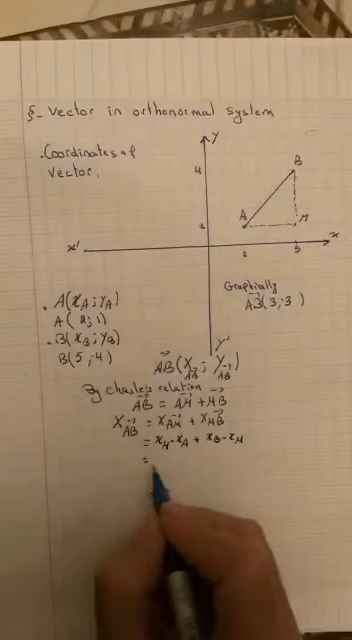 §- Vector in orthonormal system
. Coordinates of
Vector.
y
4
B
A
1
M
x'
x
2
5
y'
Graphically
AB(3;3)
. A(xA; yA)
A(2;1)
. B(xB; yB)
B(5;4)
AB(XAB; YAB)
By chasles relation
AB = AM + MB
XAB = XAM + XMB
= xM-xA + xB-xM
=